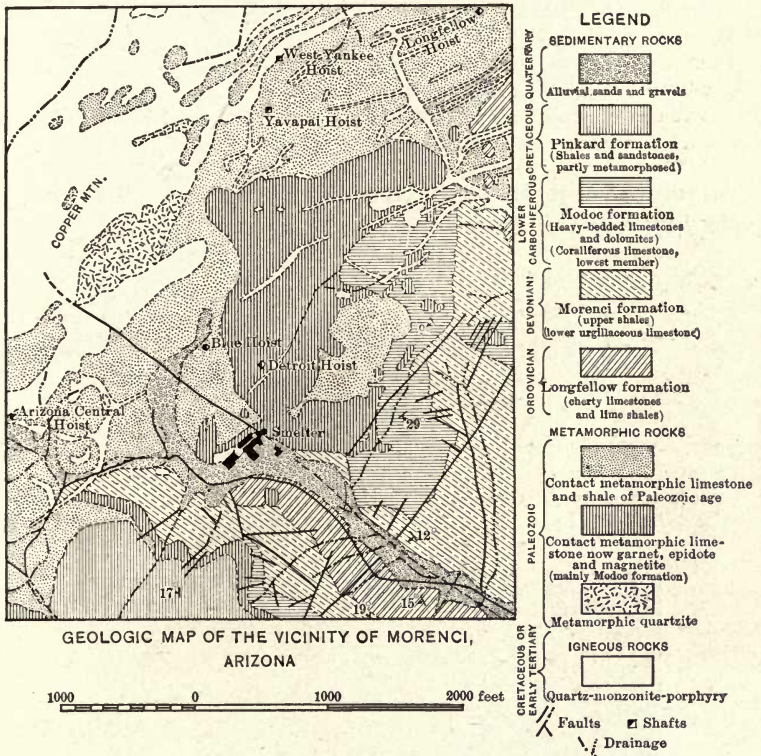 West Yankee
Hoist
Longfellow
Hoist
Yavapai Hoist
COPPER MTN.
Blue Hoist
Detroit Hoist
Arizona Central
Hoist
Smelter
29
12
17
19
15
GEOLOGIC MAP OF THE VICINITY OF MORENCI,
ARIZONA
1000 0 1000 2000 feet
LEGEND
SEDIMENTARY ROCKS
QUATERNARY
Alluvial sands and gravels
CRETACEOUS
Pinkard formation
(Shales and sandstones,
partly metamorphosed)
LOWER
CARBONIFEROUS
Modoc formation
(Heavy-bedded limestones
and dolomites)
(Coralliferous limestone,
lowest member)
DEVONIAN?
Morenci formation
(upper shales)
(lower urgillaceous limestone)
ORDOVICIAN
Longfellow formation
(cherty limestones
and lime shales)
METAMORPHIC ROCKS
PALEOZOIC
Contact metamorphic limestone
and shale of Paleozoic age
Contact metamorphic lime-
stone now garnet, epidote
and magnetite
(mainly Modoc formation)
Metamorphic quartzite
CRETACEOUS OR
EARLY TERTIARY
IGNEOUS ROCKS
Quartz-monzonite-porphyry
Faults Shafts
Drainage